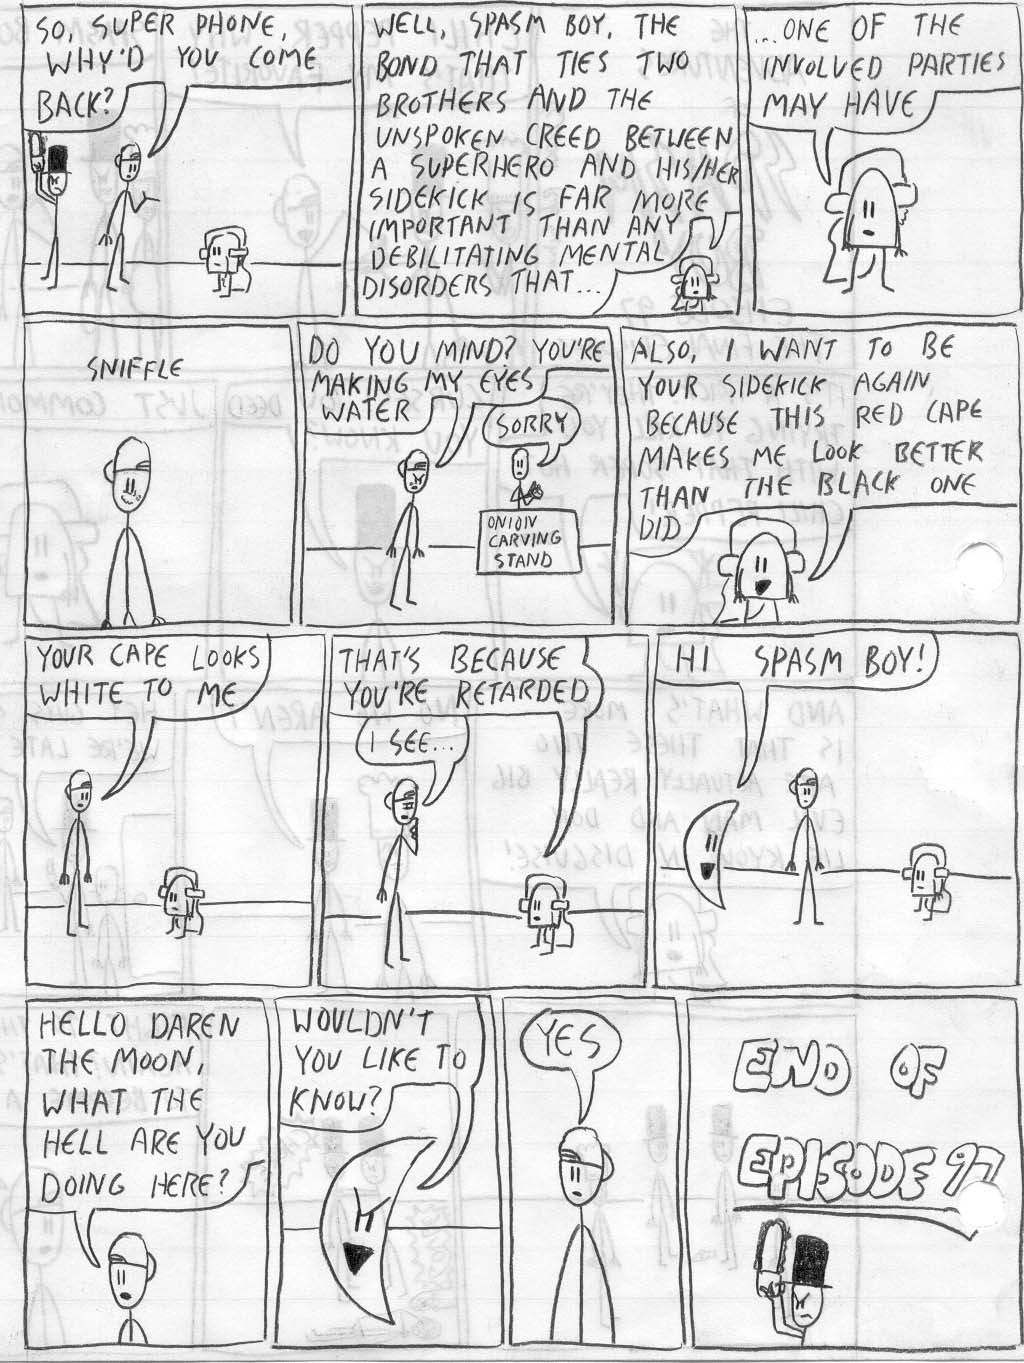 SO, SUPER PHONE,
WHY'D YOU COME
BACK?
WELL, SPASM BOY, THE
BOND THAT TIES TWO
BROTHERS AND THE
UNSPOKEN CREED BETWEEN
A SUPERHERO AND HIS/HER
SIDEKICK IS FAR MORE
IMPORTANT THAN ANY
DEBILITATING MENTAL
DISORDERS THAT...
...ONE OF THE
INVOLVED PARTIES
MAY HAVE
SNIFFLE
DO YOU MIND? YOU'RE
MAKING MY EYES
WATER
SORRY
ONION
CARVING
STAND
ALSO, I WANT TO BE
YOUR SIDEKICK AGAIN
BECAUSE THIS RED CAPE
MAKES ME LOOK BETTER
THAN THE BLACK ONE
DID
YOUR CAPE LOOKS
WHITE TO ME
THAT'S BECAUSE
YOU'RE RETARDED
I SEE...
HI SPASM BOY!
HELLO DAREN
THE MOON,
WHAT THE
HELL ARE YOU
DOING HERE?
WOULDN'T
YOU LIKE TO
KNOW?
YES
END OF
EPISODE 97